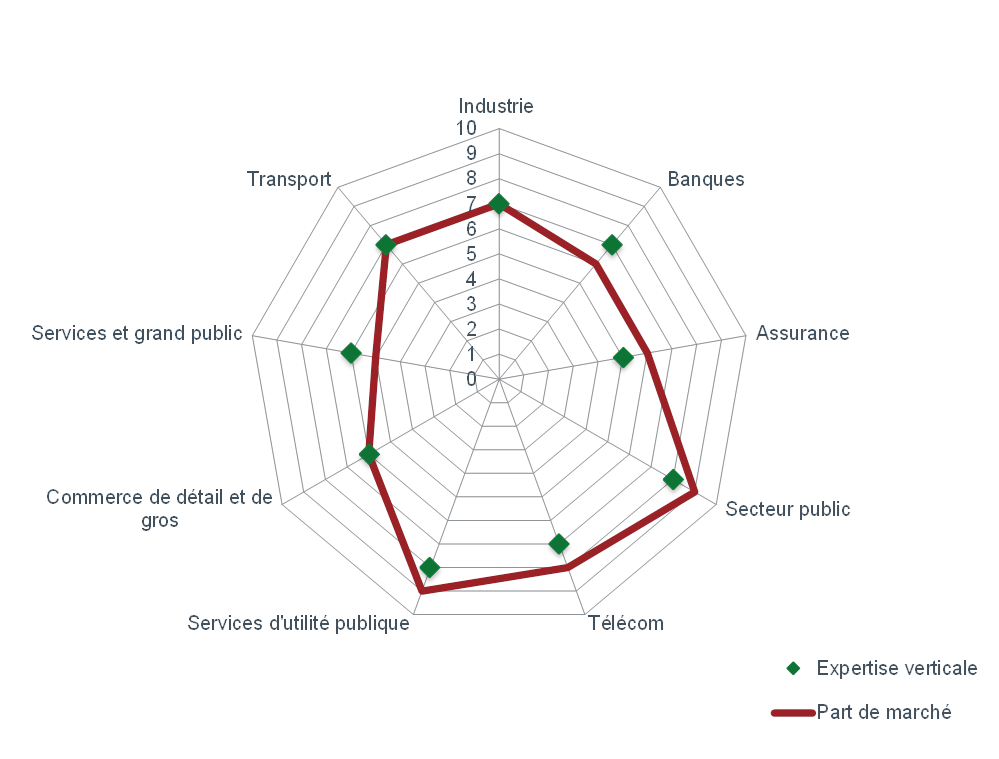 Industrie
10
9
8
7
6
5
4
3
2
1
0
Transport
Banques
Services et grand public
Assurance
Commerce de détail et de
gros
Secteur public
Services d'utilité publique
Télécom
Expertise verticale
Part de marché